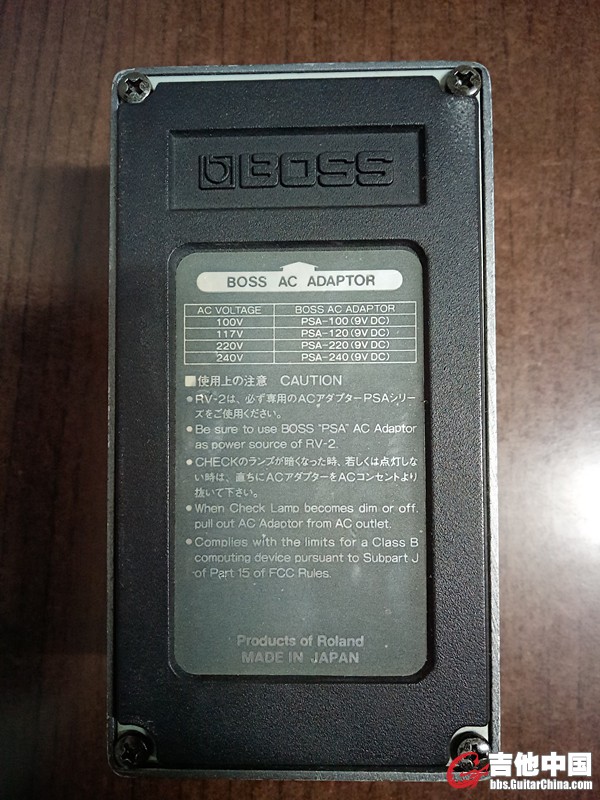 BOSS
BOSS AC ADAPTOR
AC VOLTAGE BOSS AC ADAPTOR
100V PSA-100 (9V DC)
117V PSA-120 (9V DC)
220V PSA-220 (9V DC)
240V PSA-240 (9V DC)
■使用上の注意 CAUTION
●RV-2は、必ず専用のACアダプターPSAシリー
ズをご使用ください。
●Be sure to use BOSS "PSA" AC Adaptor
as power source of RV-2.
●CHECKのランプが暗くなった時、若しくは点灯しな
い時は、直ちにACアダプターをACコンセントより
抜いて下さい。
●When Check Lamp becomes dim or off,
pull out AC Adaptor from AC outlet.
●Complies with the limits for a Class B
computing device pursuant to Subpart J
of Part 15 of FCC Rules.
Products of Roland
MADE IN JAPAN
吉他中国
bbs.GuitarChina.com